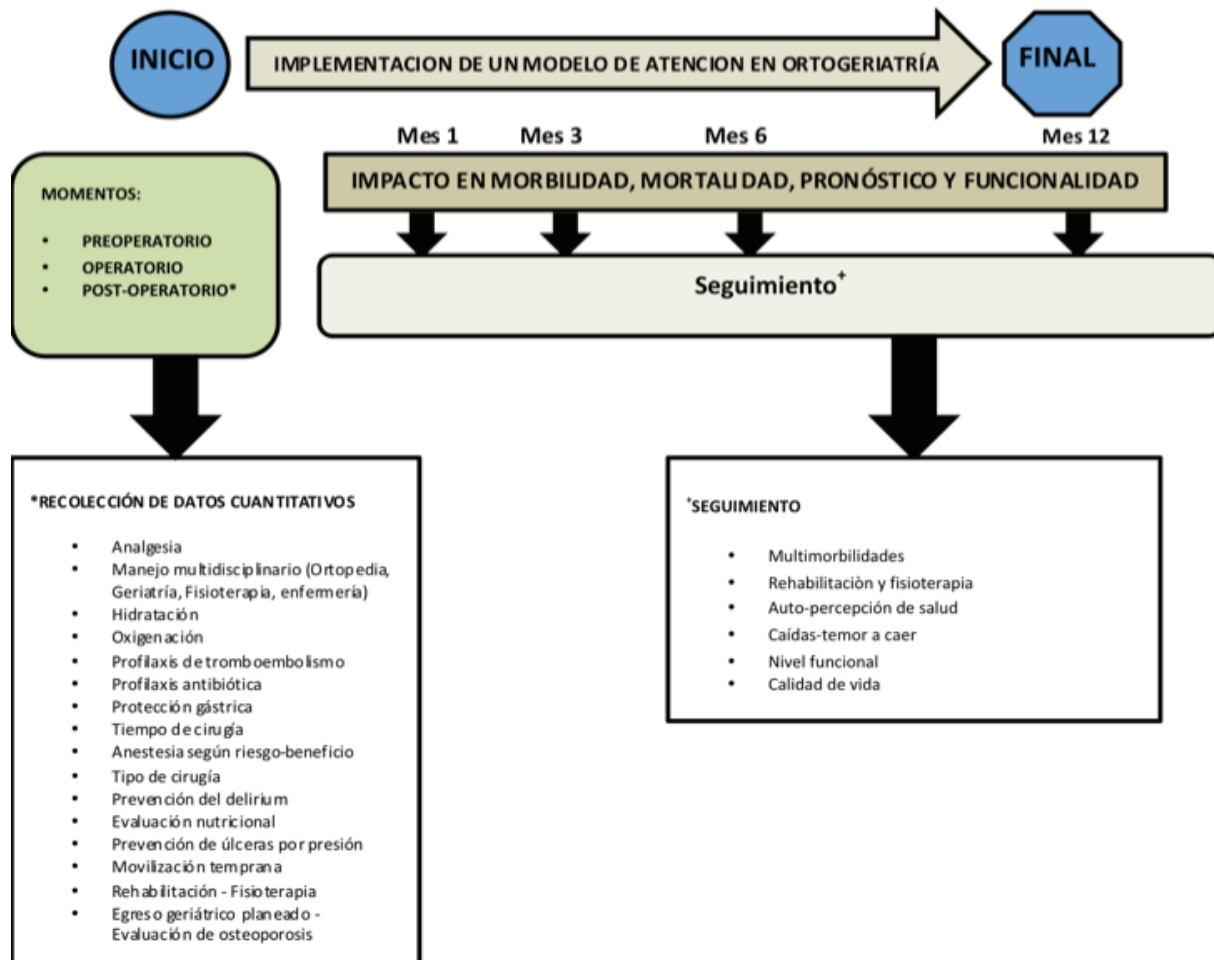 INICIO
IMPLEMENTACION DE UN MODELO DE ATENCION EN ORTOGERIATRÍA
FINAL
Mes 1
Mes 3
Mes 6
Mes 12
IMPACTO EN MORBILIDAD, MORTALIDAD, PRONÓSTICO Y FUNCIONALIDAD
MOMENTOS:
• PREOPERATORIO
• OPERATORIO
• POST-OPERATORIO*
Seguimiento+
*RECOLECCIÓN DE DATOS CUANTITATIVOS
• Analgesia
• Manejo multidisciplinario (Ortopedia,
Geriatría, Fisioterapia, enfermería)
• Hidratación
• Oxigenación
• Profilaxis de tromboembolismo
• Profilaxis antibiótica
• Protección gástrica
• Tiempo de cirugía
• Anestesia según riesgo-beneficio
• Tipo de cirugía
• Prevención del delirium
• Evaluación nutricional
• Prevención de úlceras por presión
• Movilización temprana
• Rehabilitación - Fisioterapia
• Egreso geriátrico planeado -
Evaluación de osteoporosis
+SEGUIMIENTO
• Multimorbilidades
• Rehabilitaciòn y fisioterapia
• Auto-percepción de salud
• Caídas-temor a caer
• Nivel funcional
• Calidad de vida